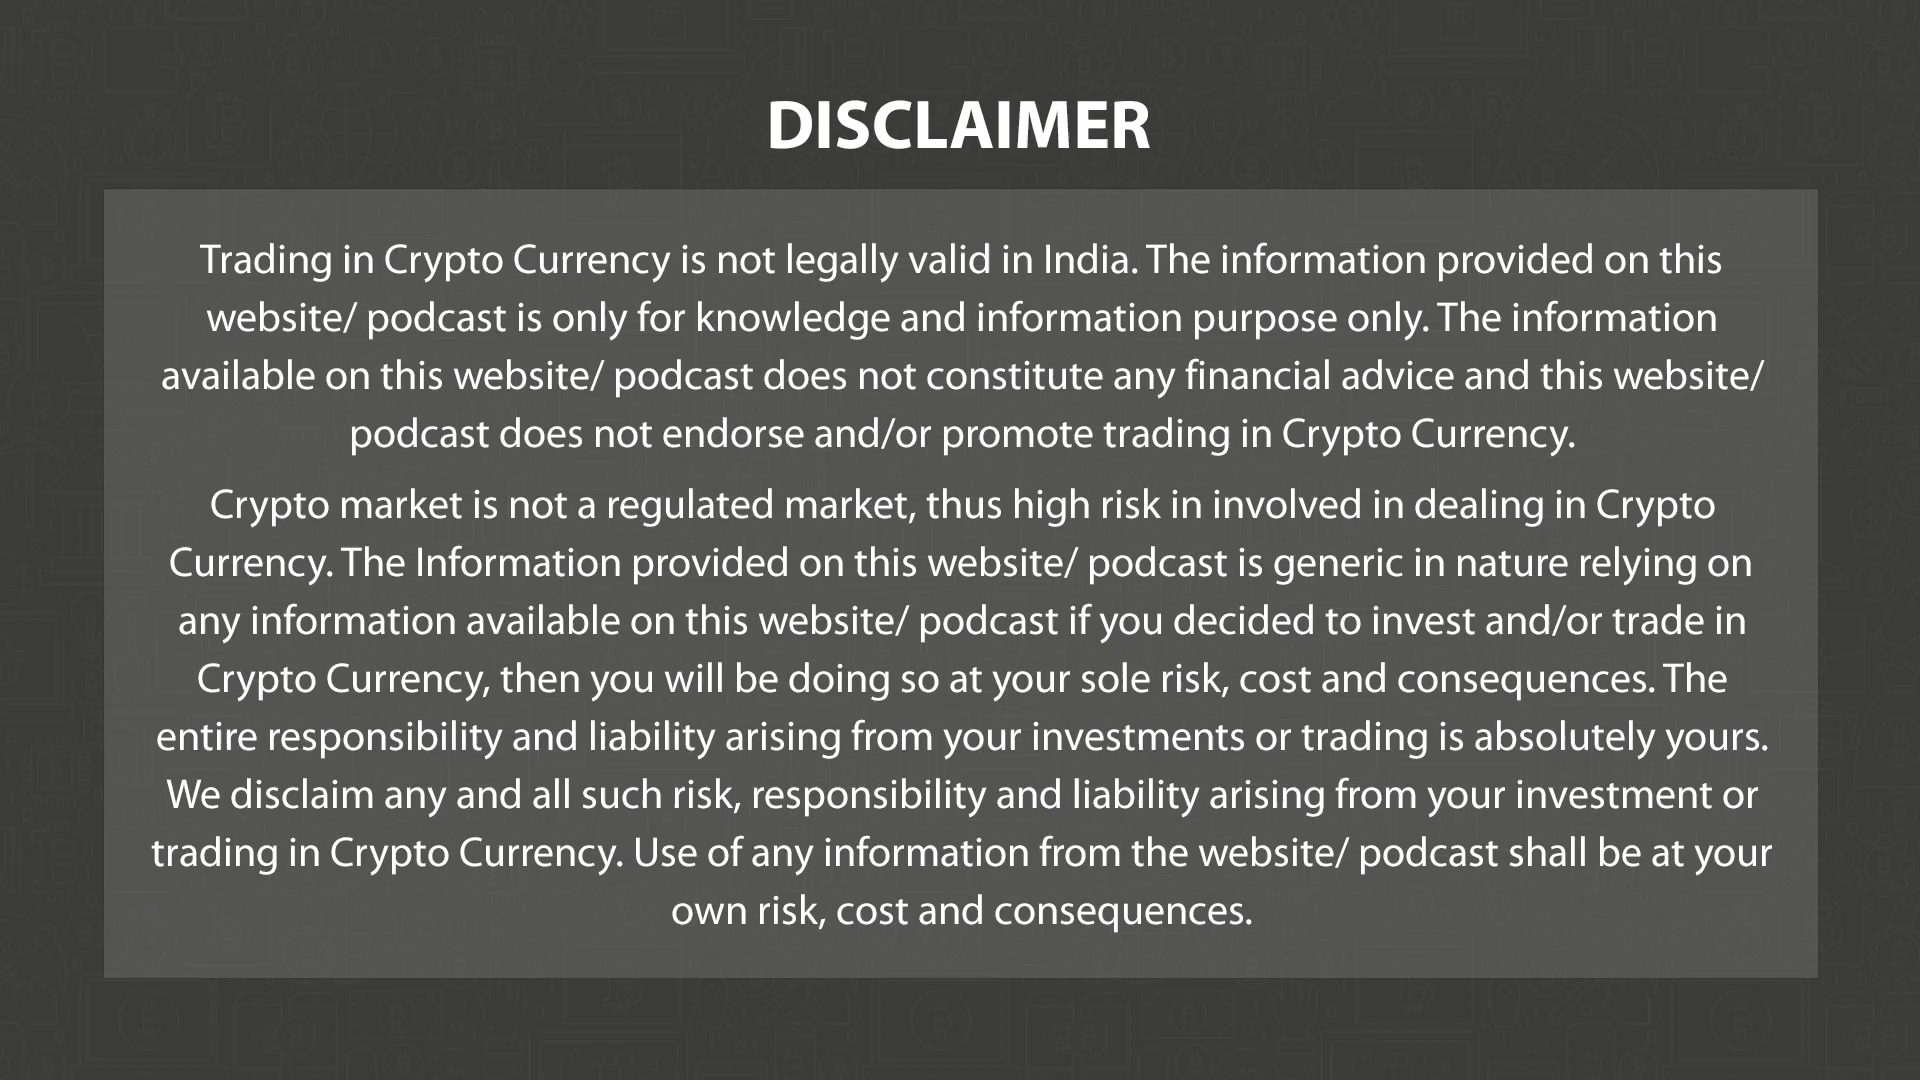 DISCLAIMER
Trading in Crypto Currency is not legally valid in India. The information provided on this
website/ podcast is only for knowledge and information purpose only. The information
available on this website/ podcast does not constitute any financial advice and this website/
podcast does not endorse and/or promote trading in Crypto Currency.
Crypto market is not a regulated market, thus high risk in involved in dealing in Crypto
Currency. The Information provided on this website/ podcast is generic in nature relying on
any information available on this website/ podcast if you decided to invest and/or trade in
Crypto Currency, then you will be doing so at your sole risk, cost and consequences. The
entire responsibility and liability arising from your investments or trading is absolutely yours.
We disclaim any and all such risk, responsibility and liability arising from your investment or
trading in Crypto Currency. Use of any information from the website/ podcast shall be at your
own risk, cost and consequences.